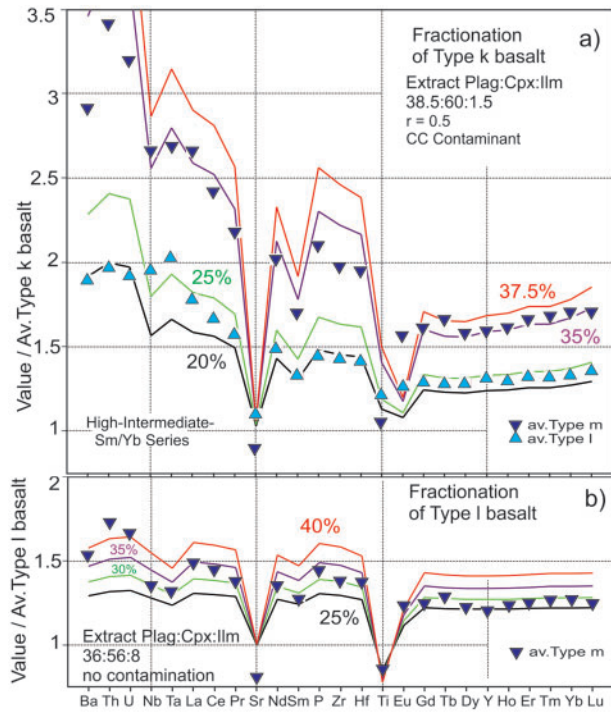 3.5
3
2.5
2
1.5
1
Value / Av.Type k basalt
Fractionation
of Type k basalt
a)
Extract Plag:Cpx:Ilm
38.5:60:1.5
r = 0.5
CC Contaminant
25%
37.5%
20%
35%
High-Intermediate-
Sm/Yb Series
av.Type m
av.Type l
2
1.5
1
Value / Av.Type l basalt
Fractionation
of Type l basalt
b)
40%
35%
30%
25%
Extract Plag:Cpx:Ilm
36:56:8
no contamination
av.Type m
Ba Th U Nb Ta La Ce Pr Sr Nd Sm P Zr Hf Ti Eu Gd Tb Dy Y Ho Er Tm Yb Lu